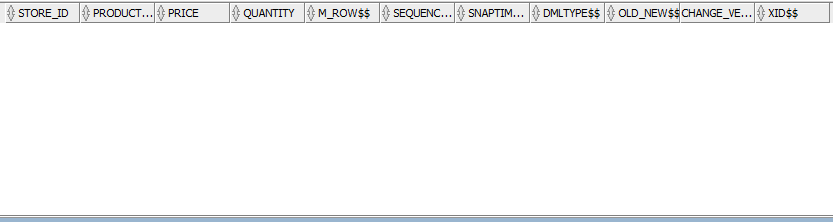 STORE_ID PRODUCT... PRICE QUANTITY M_ROW$$ SEQUENC... SNAPTIM... DMLTYPE$$ OLD_NEW$$ CHANGE_VE... XID$$